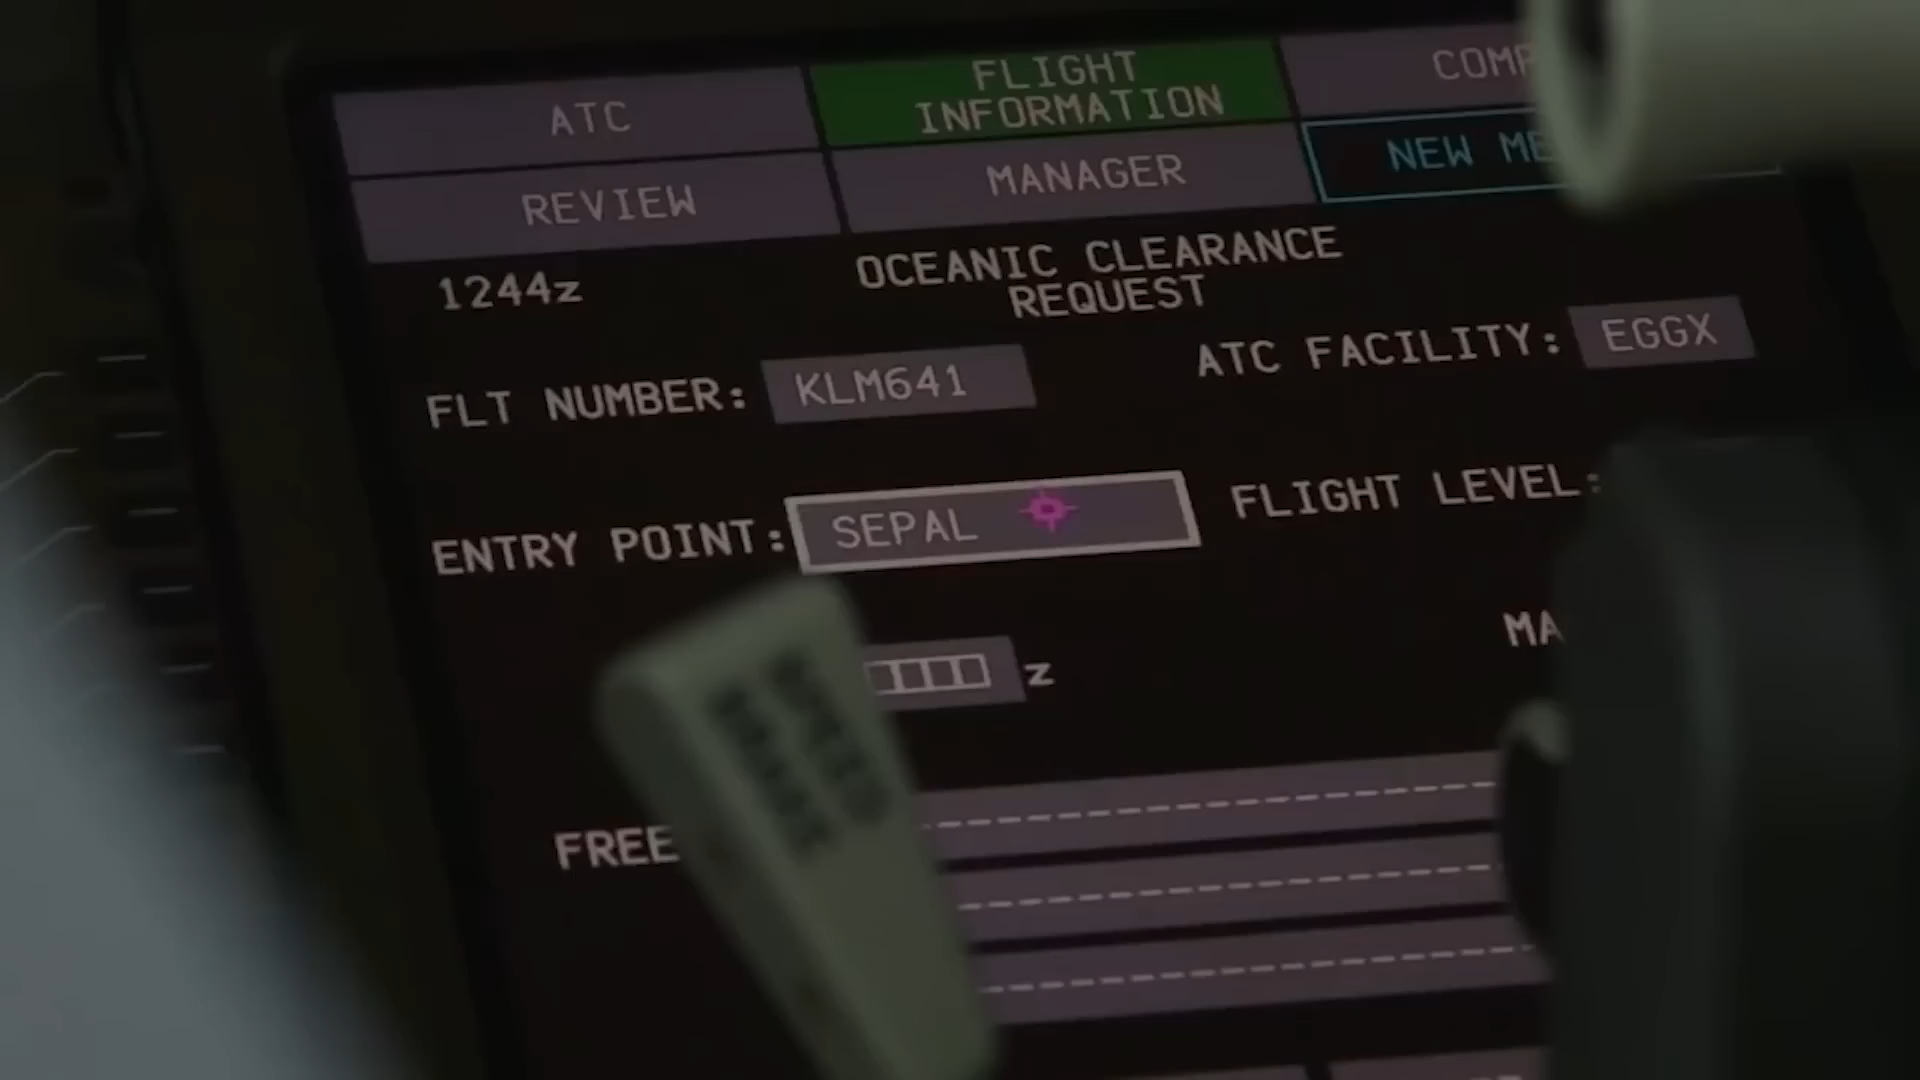 ATC
FLIGHT
INFORMATION
COMP
REVIEW
MANAGER
NEW ME
1244z
OCEANIC CLEARANCE
REQUEST
FLT NUMBER: KLM641
ATC FACILITY: EGGX
ENTRY POINT: SEPAL
FLIGHT LEVEL:
z
MA
FREE